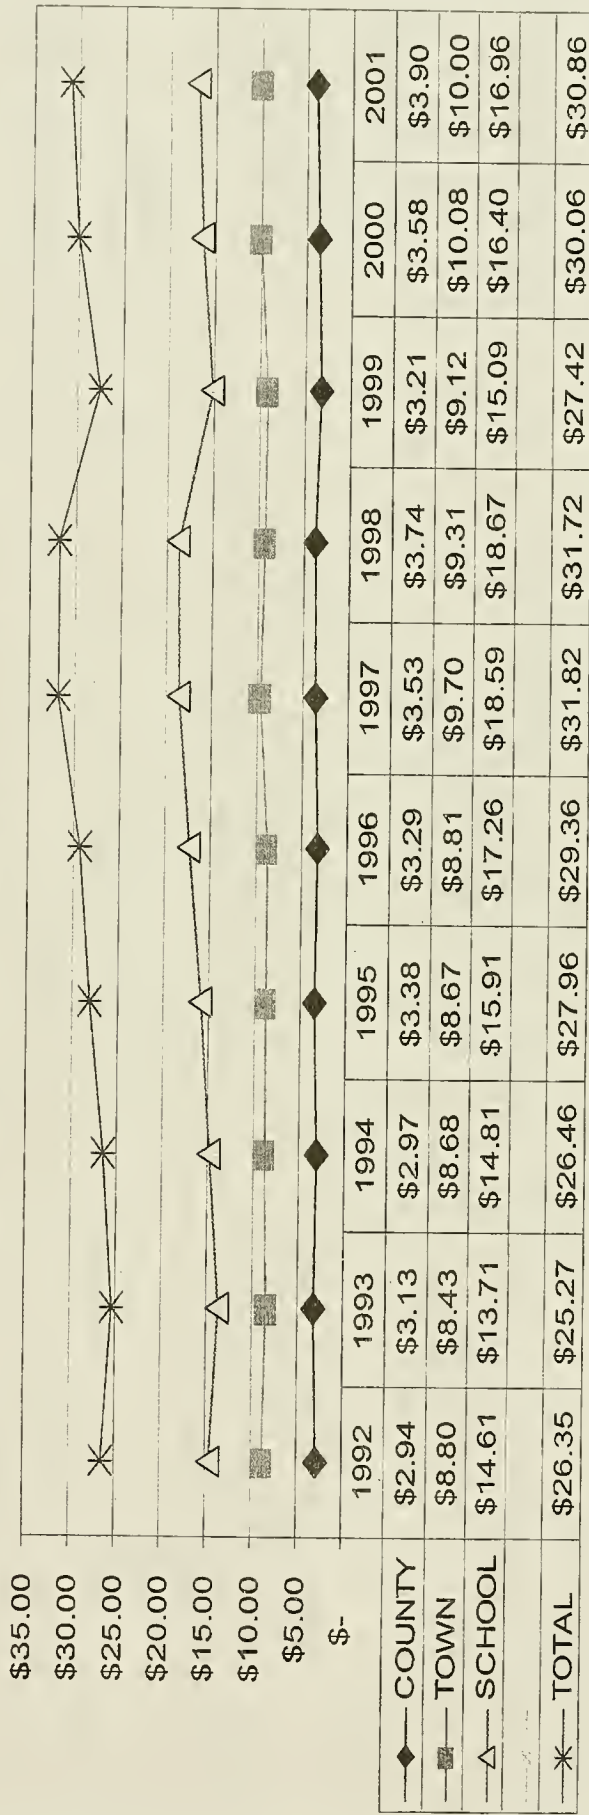 $35.00
$30.00
$25.00
$20.00
$15.00
$10.00
$5.00
$-
1992 1993 1994 1995 1996 1997 1998 1999 2000 2001
COUNTY $2.94 $3.13 $2.97 $3.38 $3.29 $3.53 $3.74 $3.21 $3.58 $3.90
TOWN $8.80 $8.43 $8.68 $8.67 $8.81 $9.70 $9.31 $9.12 $10.08 $10.00
SCHOOL $14.61 $13.71 $14.81 $15.91 $17.26 $18.59 $18.67 $15.09 $16.40 $16.96
TOTAL $26.35 $25.27 $26.46 $27.96 $29.36 $31.82 $31.72 $27.42 $30.06 $30.86